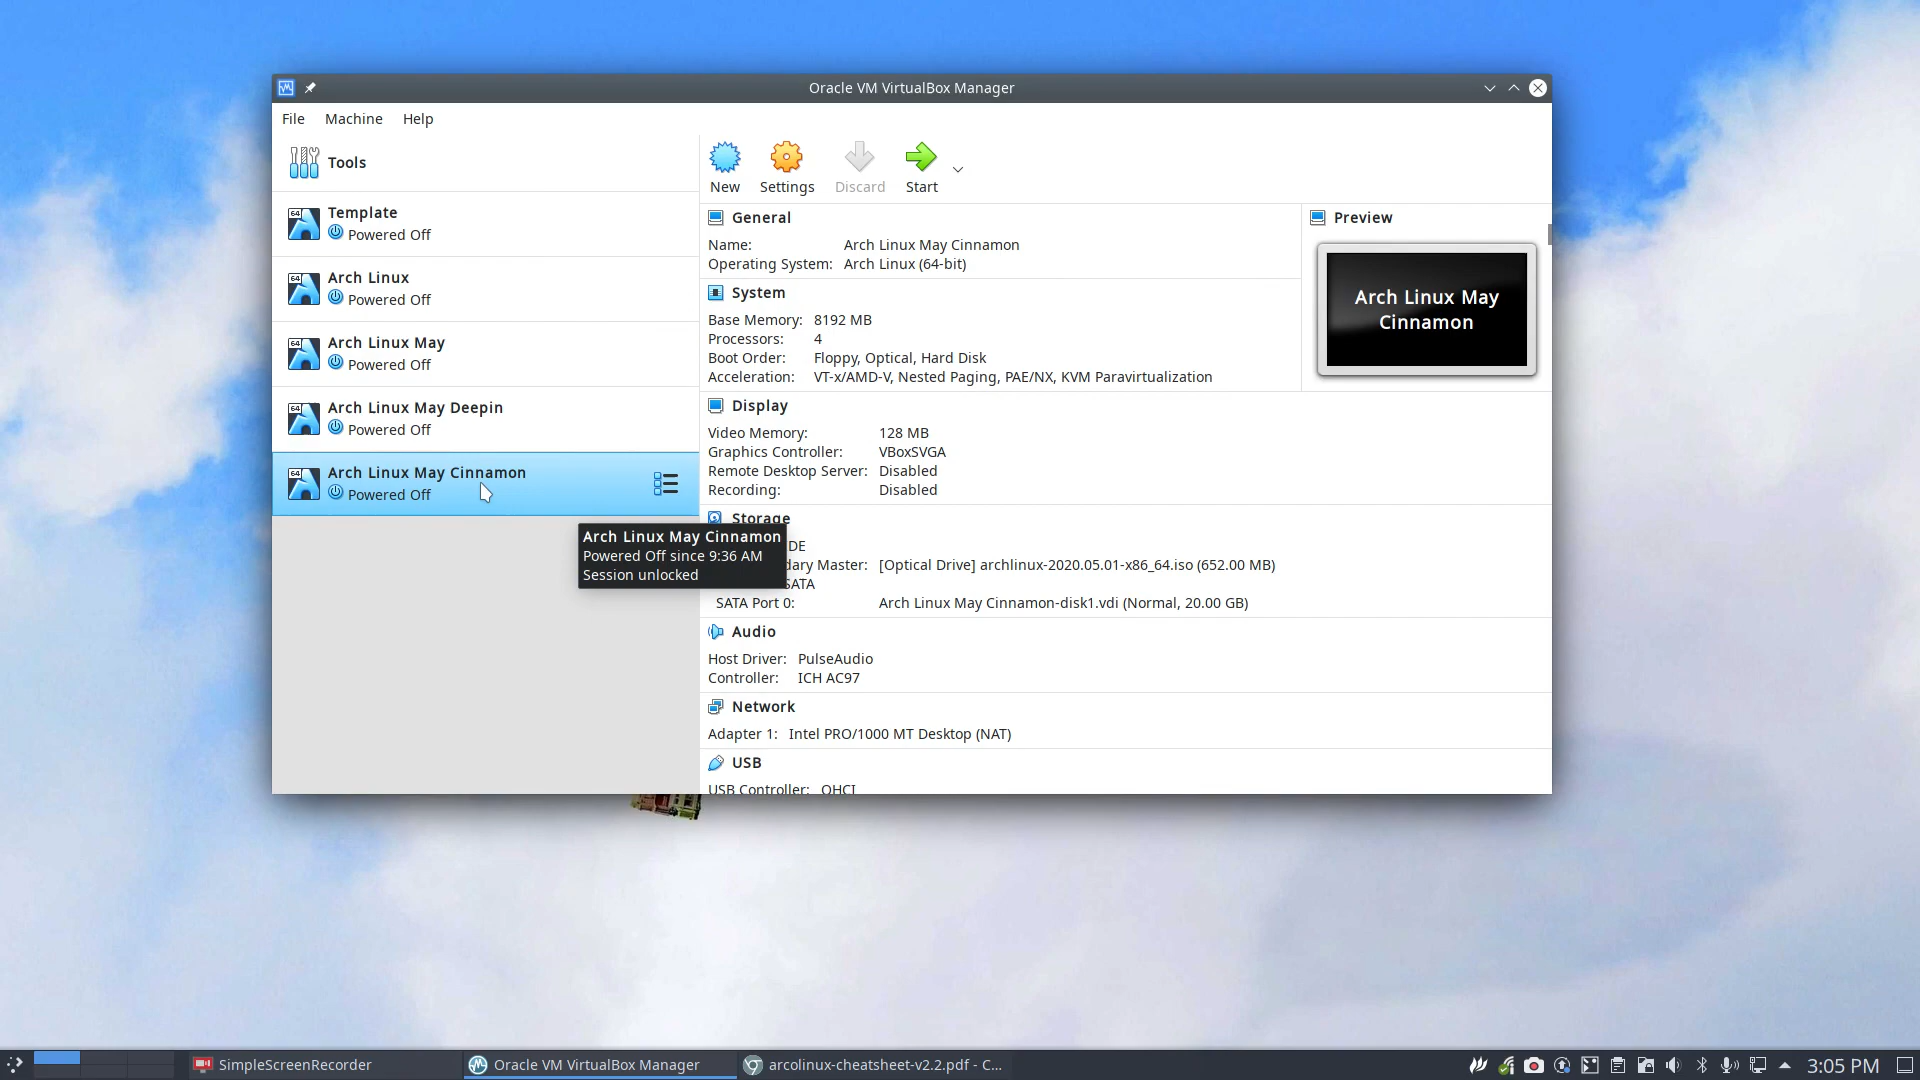 Oracle VM VirtualBox Manager
File Machine Help
Tools
New Settings Discard Start
64 Template
Powered Off
64 Arch Linux
Powered Off
64 Arch Linux May
Powered Off
64 Arch Linux May Deepin
Powered Off
64 Arch Linux May Cinnamon
Powered Off
Arch Linux May Cinnamon
Powered Off since 9:36 AM
Session unlocked
General
Name: Arch Linux May Cinnamon
Operating System: Arch Linux (64-bit)
System
Base Memory: 8192 MB
Processors: 4
Boot Order: Floppy, Optical, Hard Disk
Acceleration: VT-x/AMD-V, Nested Paging, PAE/NX, KVM Paravirtualization
Preview
Arch Linux May
Cinnamon
Display
Video Memory: 128 MB
Graphics Controller: VBoxSVGA
Remote Desktop Server: Disabled
Recording: Disabled
Storage
DE
dary Master: [Optical Drive] archlinux-2020.05.01-x86_64.iso (652.00 MB)
SATA
SATA Port 0: Arch Linux May Cinnamon-disk1.vdi (Normal, 20.00 GB)
Audio
Host Driver: PulseAudio
Controller: ICH AC97
Network
Adapter 1: Intel PRO/1000 MT Desktop (NAT)
USB
USB Controller: OHCI
SimpleScreenRecorder
Oracle VM VirtualBox Manager
arcolinux-cheatsheet-v2.2.pdf - C...
3:05 PM